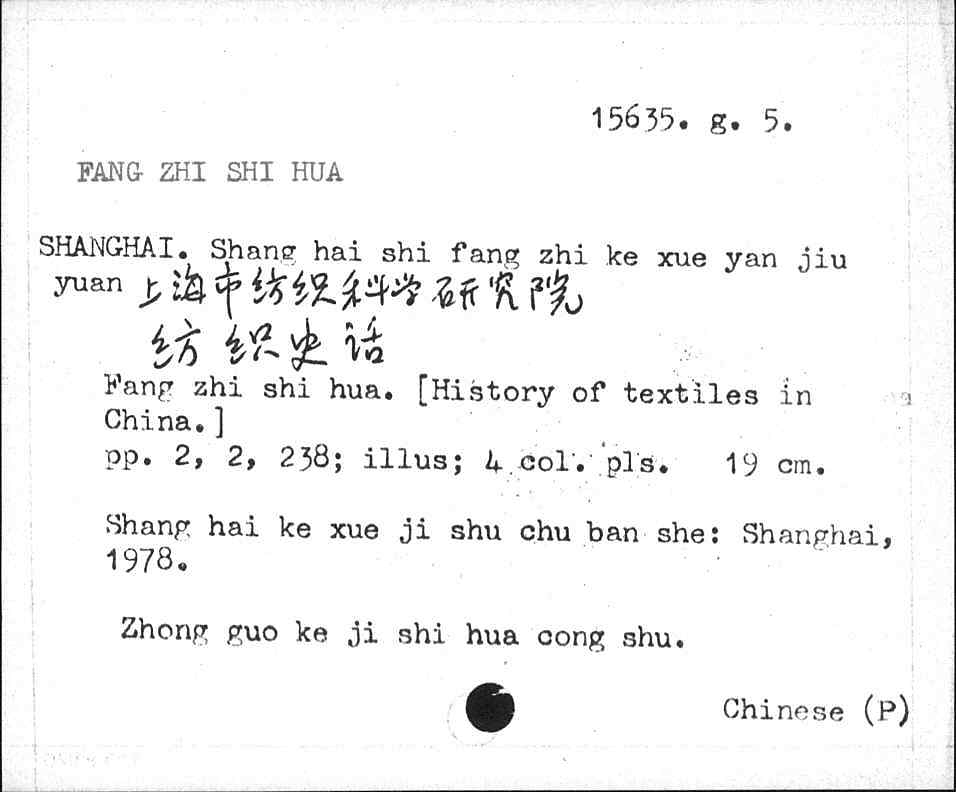 15635. g. 5.
FANG ZHI SHI HUA
SHANGHAI. Shang hai shi fang zhi ke xue yan jiu
yuan 上海市纺织科学研究院
纺织史话
Fang zhi shi hua. [History of textiles in
China.]
pp. 2, 2, 238; illus; 4 col. pls. 19 cm.
Shang hai ke xue ji shu chu ban she: Shanghai,
1978.
Zhong guo ke ji shi hua cong shu.
Chinese (P)